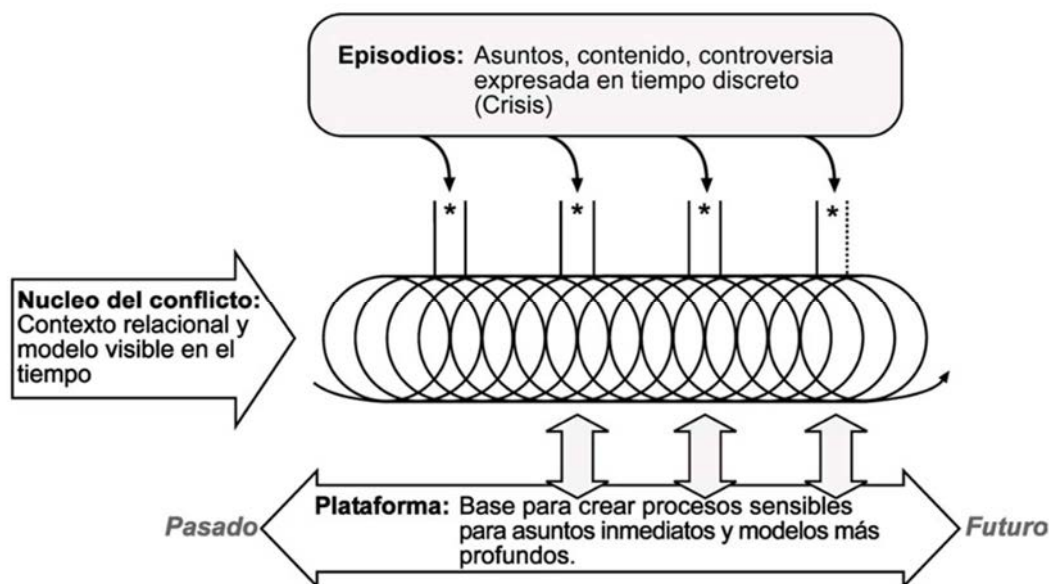 Episodios: Asuntos, contenido, controversia
expresada en tiempo discreto
(Crisis)
* * * *
Nucleo del conflicto:
Contexto relacional y
modelo visible en el
tiempo
Plataforma: Base para crear procesos sensibles
para asuntos inmediatos y modelos más
profundos.
Pasado
Futuro